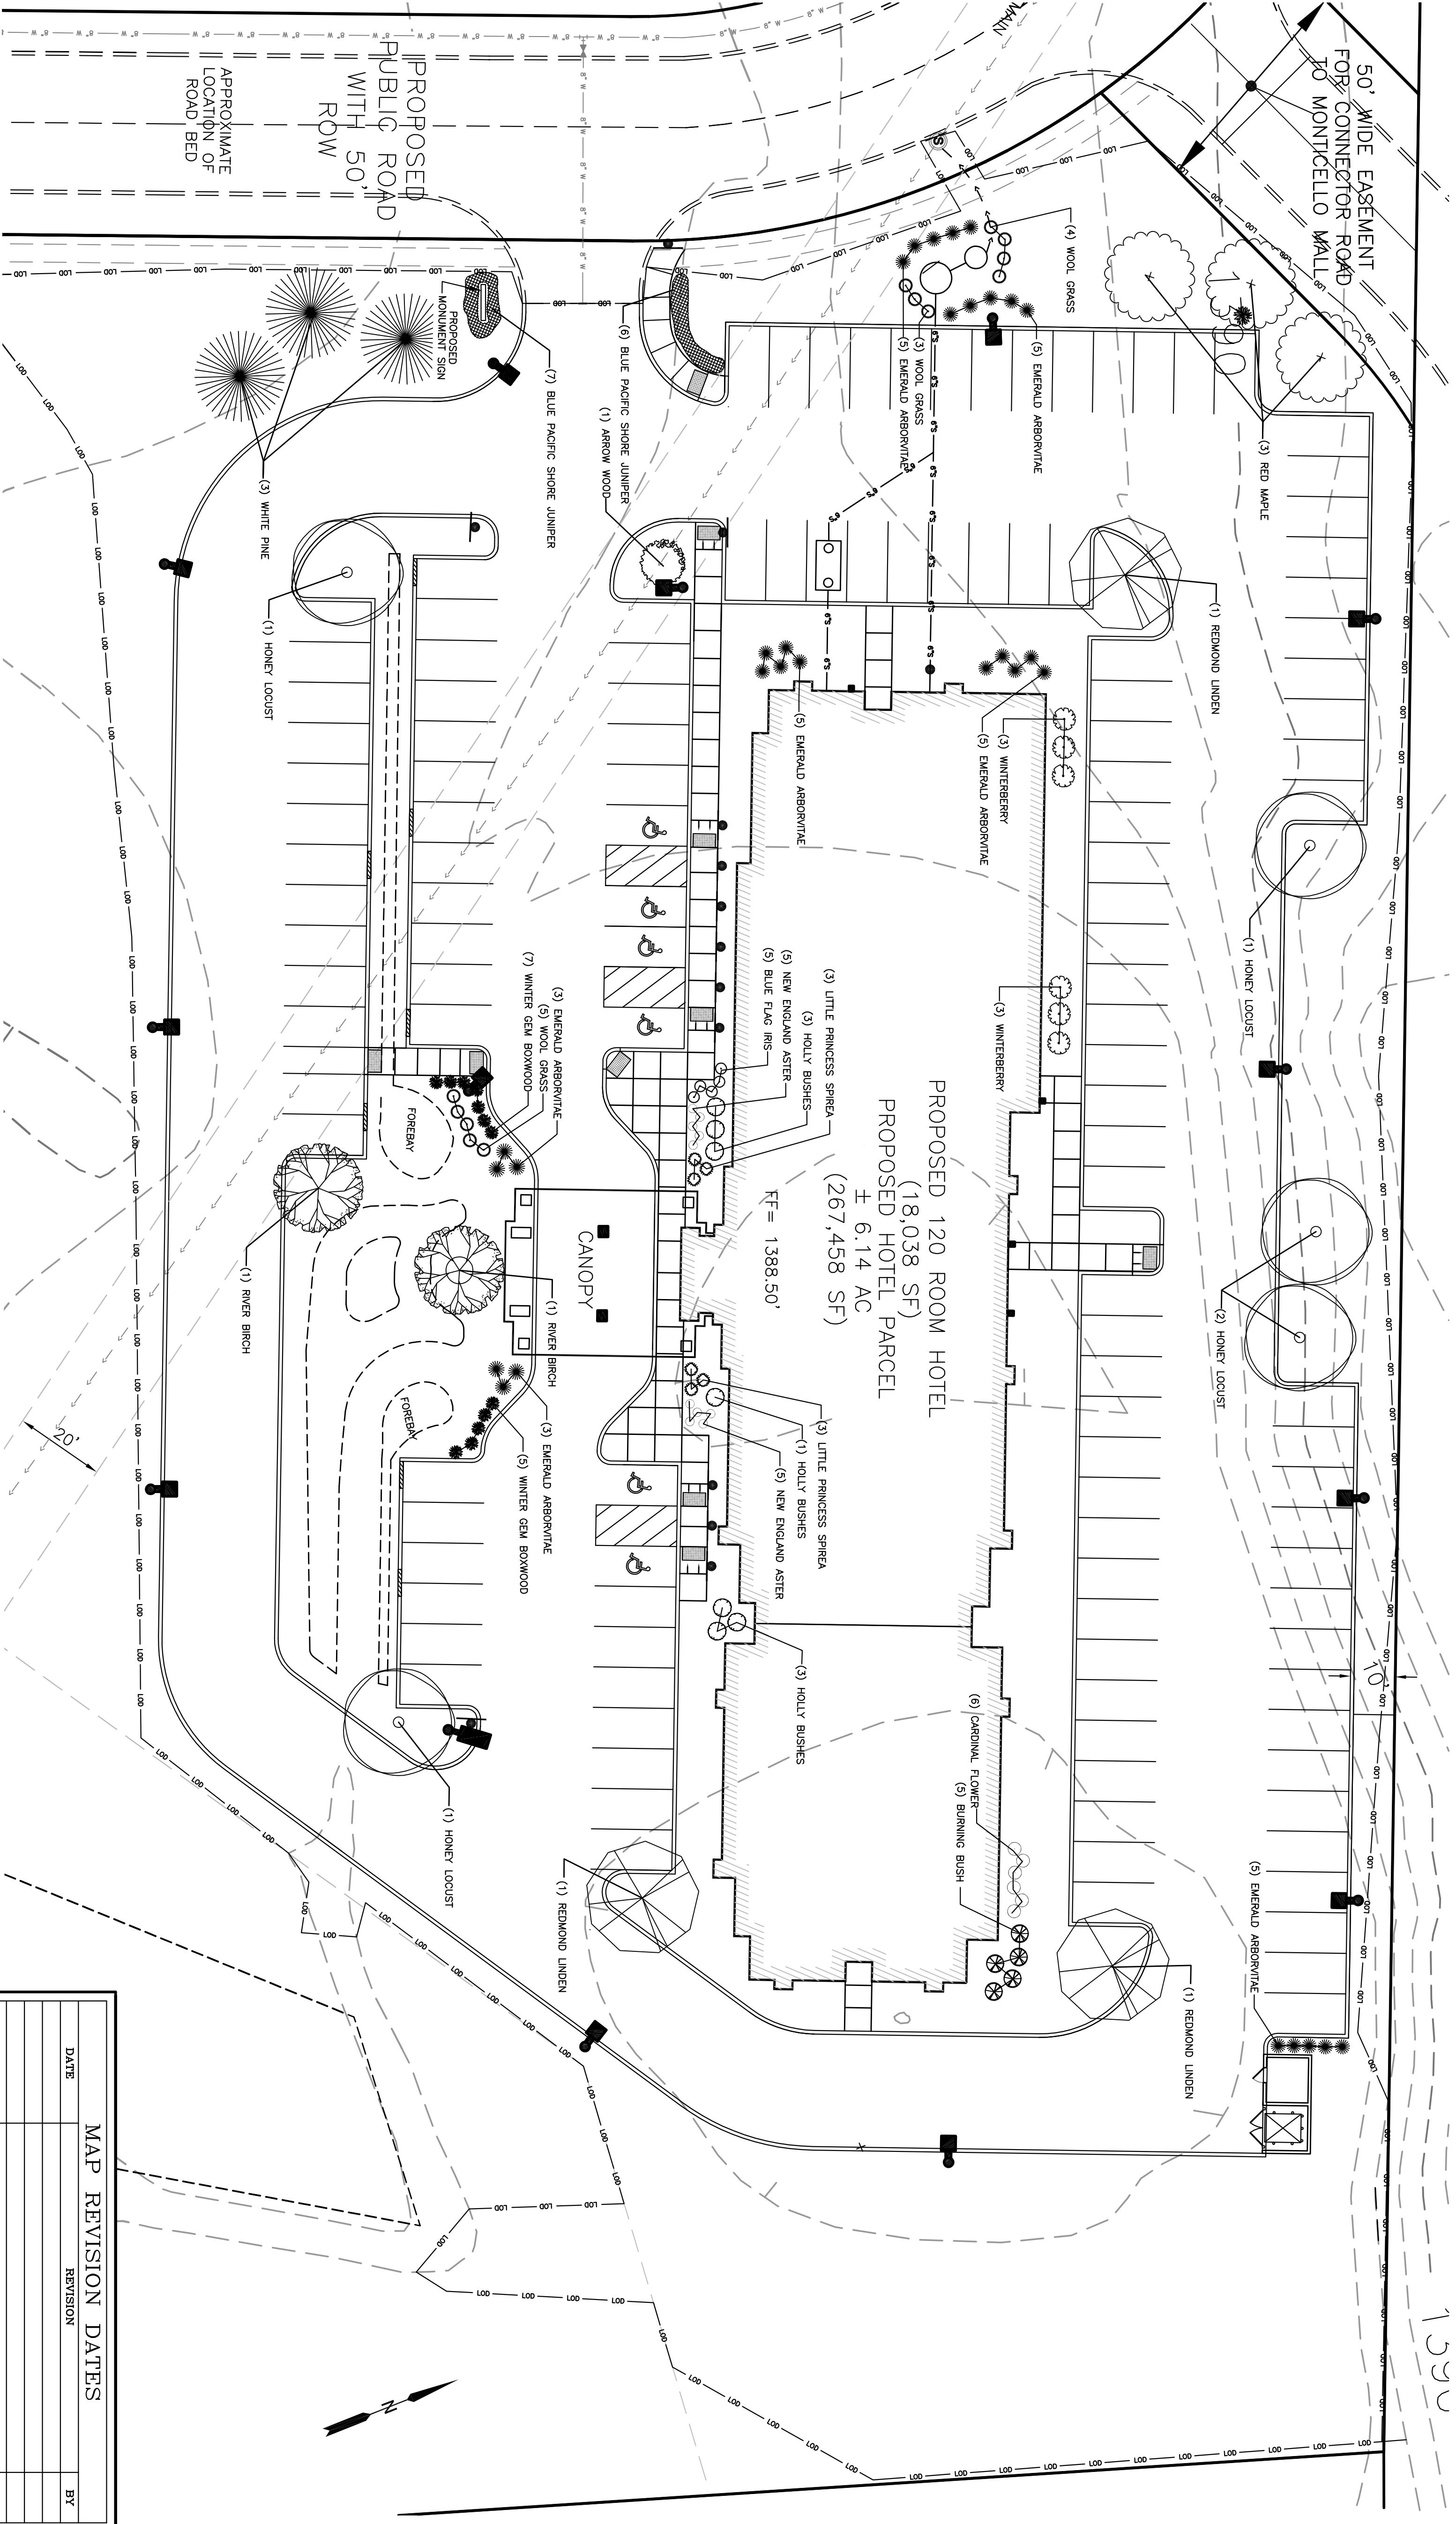 50' WIDE EASEMENT
FOR CONNECTOR ROAD
TO MONTICELLO MALL
MAIN
PROPOSED
PUBLIC ROAD
WITH 50'
ROW
APPROXIMATE
LOCATION OF
ROAD BED
(4) WOOL GRASS
(5) EMERALD ARBORVITAE
(3) WOOL GRASS
(5) EMERALD ARBORVITAE
(3) RED MAPLE
(6) BLUE PACIFIC SHORE JUNIPER
(1) ARROW WOOD
(7) BLUE PACIFIC SHORE JUNIPER
PROPOSED
MONUMENT SIGN
(3) WHITE PINE
(1) HONEY LOCUST
(1) REDMOND LINDEN
(3) WINTERBERRY
(5) EMERALD ARBORVITAE
(5) EMERALD ARBORVITAE
(1) HONEY LOCUST
(3) WINTERBERRY
(3) LITTLE PRINCESS SPIREA
(3) HOLLY BUSHES
(5) NEW ENGLAND ASTER
(5) BLUE FLAG IRIS
(3) EMERALD ARBORVITAE
(5) WOOL GRASS
(7) WINTER GEM BOXWOOD
PROPOSED 120 ROOM HOTEL
(18,038 SF)
PROPOSED HOTEL PARCEL
± 6.14 AC
(267,458 SF)
FF= 1388.50'
CANOPY
FOREBAY
FOREBAY
(1) RIVER BIRCH
(1) RIVER BIRCH
(2) HONEY LOCUST
(3) LITTLE PRINCESS SPIREA
(1) HOLLY BUSHES
(5) NEW ENGLAND ASTER
(3) EMERALD ARBORVITAE
(5) WINTER GEM BOXWOOD
20'
10'
(3) HOLLY BUSHES
(6) CARDINAL FLOWER
(5) BURNING BUSH
(1) HONEY LOCUST
(1) REDMOND LINDEN
(5) EMERALD ARBORVITAE
(1) REDMOND LINDEN
1390
N
S
LOD
8" W
6"S
MAP REVISION DATES
DATE REVISION BY